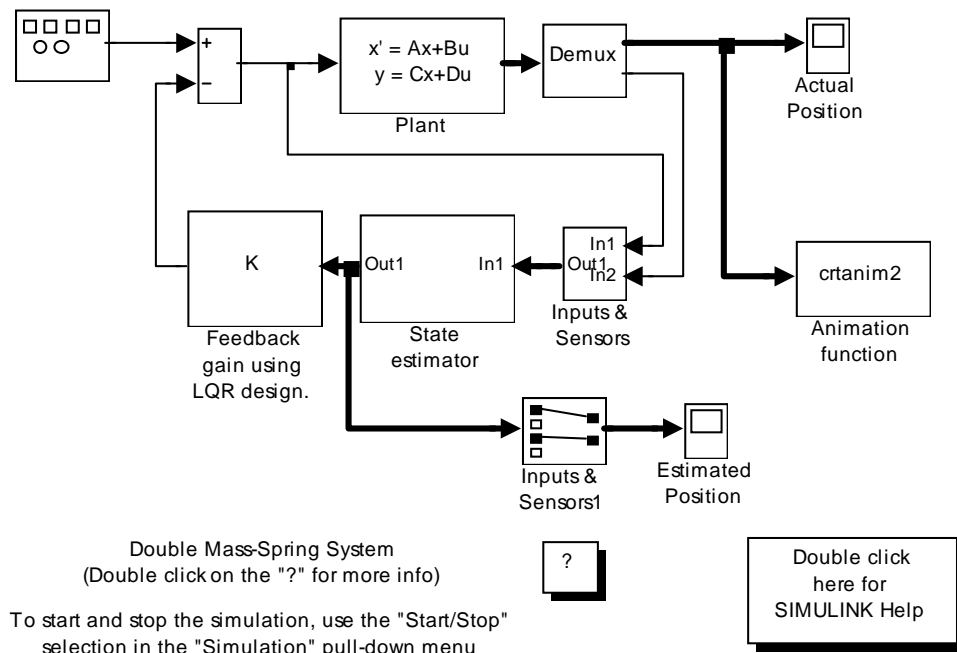 +
−
x' = Ax+Bu
y = Cx+Du
Plant
Demux
Actual
Position
K
Feedback
gain using
LQR design.
Out1
In1
State
estimator
In1
Out1
In2
Inputs &
Sensors
crtanim2
Animation
function
Inputs &
Sensors1
Estimated
Position
Double Mass-Spring System
(Double click on the "?" for more info)
?
To start and stop the simulation, use the "Start/Stop"
selection in the "Simulation" pull-down menu
Double click
here for
SIMULINK Help